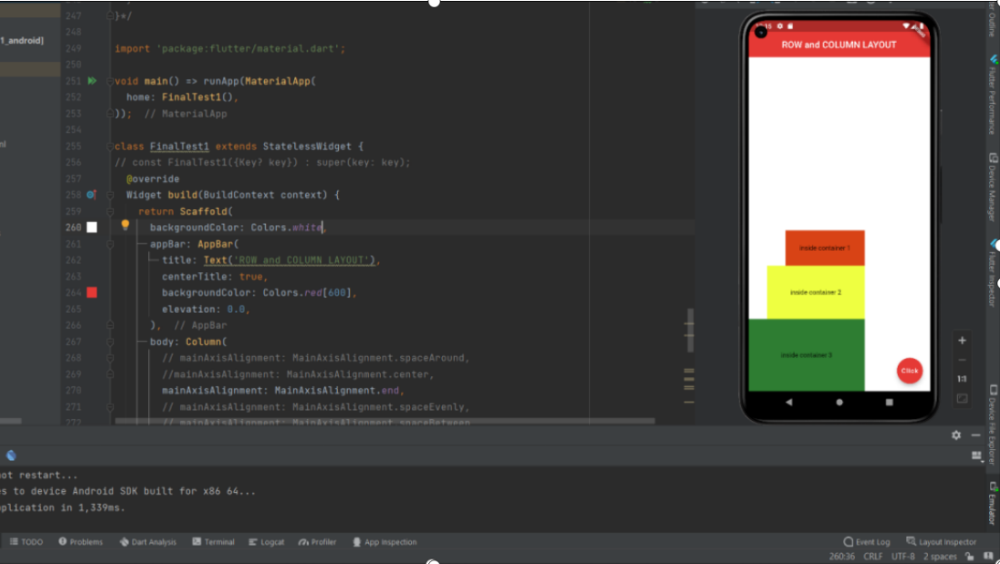 247 }*/
248
1_android]
249 import 'package:flutter/material.dart';
250
251 void main() => runApp(MaterialApp(
252 home: FinalTest1(),
253 )); // MaterialApp
254
ml
255 class FinalTest1 extends StatelessWidget {
256 // const FinalTest1({Key? key}) : super(key: key);
257 @override
258 Widget build(BuildContext context) {
259 return Scaffold(
260 backgroundColor: Colors.white,
261 appBar: AppBar(
262 title: Text('ROW and COLUMN LAYOUT'),
263 centerTitle: true,
264 backgroundColor: Colors.red[600],
265 elevation: 0.0,
266 ), // AppBar
267 body: Column(
268 // mainAxisAlignment: MainAxisAlignment.spaceAround,
269 //mainAxisAlignment: MainAxisAlignment.center,
270 mainAxisAlignment: MainAxisAlignment.end,
271 // mainAxisAlignment: MainAxisAlignment.spaceEvenly,
272 // mainAxisAlignment: MainAxisAlignment.spaceBetween
ROW and COLUMN LAYOUT
inside container 1
inside container 2
inside container 3
Click
1:1
er Outline
Flutter Performance
Device Manager
Flutter Inspector
Device File Explorer
Emulator
ot restart...
es to device Android SDK built for x86 64...
plication in 1,339ms.
TODO Problems Dart Analysis Terminal Logcat Profiler App Inspection Event Log Layout Inspector
260:36 CRLF UTF-8 2 spaces